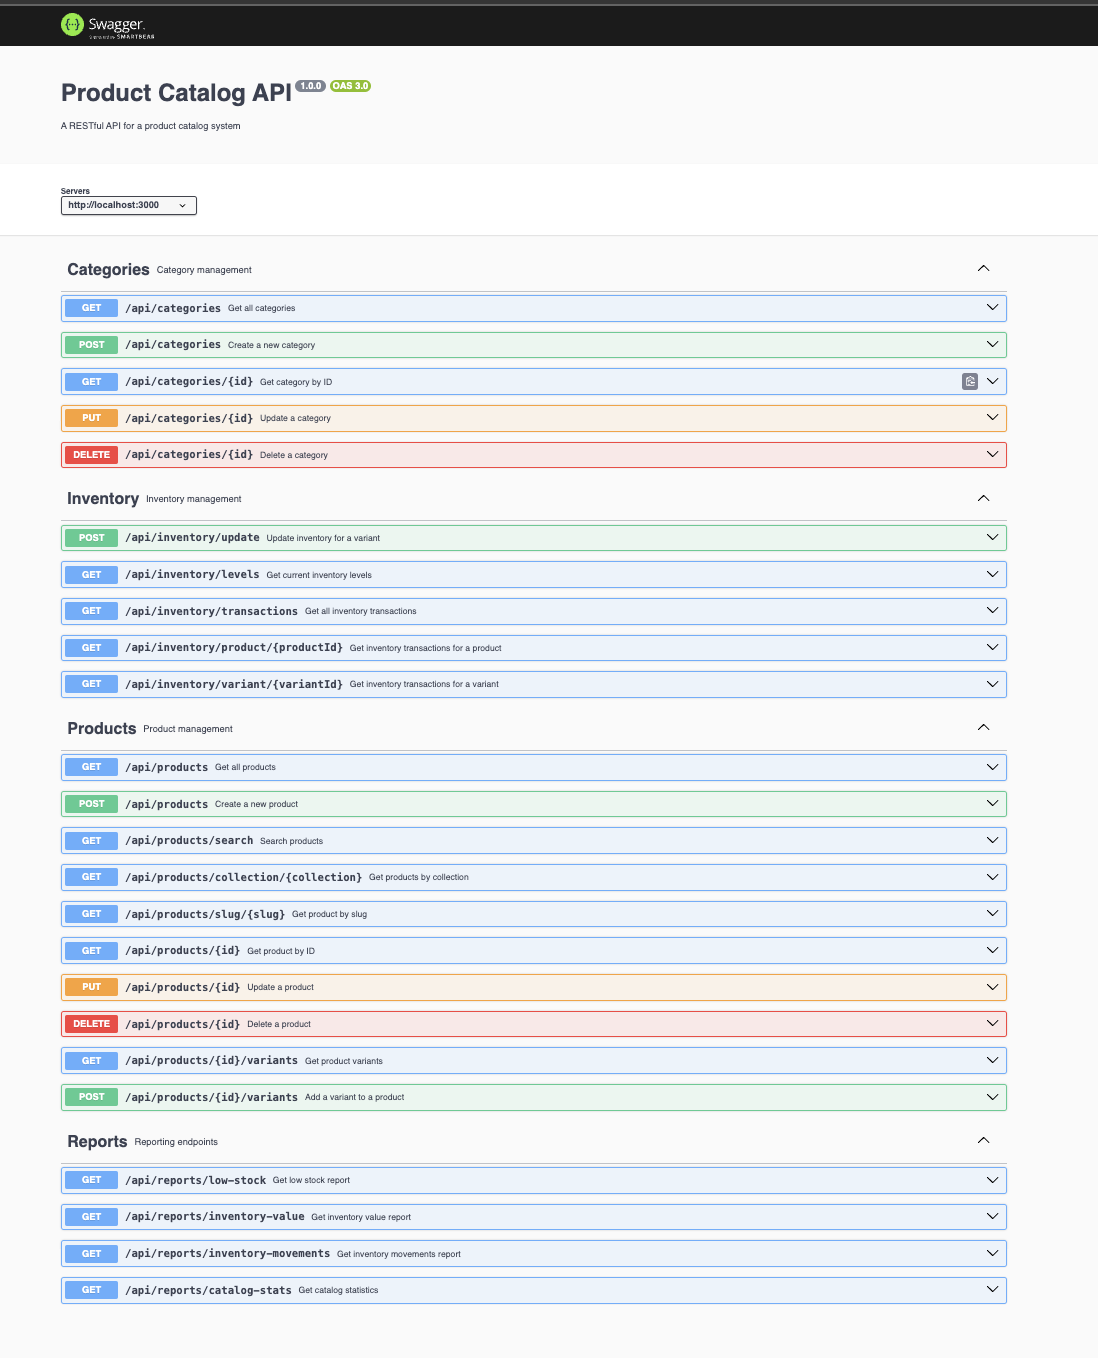 Swagger.
Supported by SMARTBEAR
Product Catalog API 1.0.0 OAS 3.0
A RESTful API for a product catalog system
Servers
http://localhost:3000
Categories Category management
GET /api/categories Get all categories
POST /api/categories Create a new category
GET /api/categories/{id} Get category by ID
PUT /api/categories/{id} Update a category
DELETE /api/categories/{id} Delete a category
Inventory Inventory management
POST /api/inventory/update Update inventory for a variant
GET /api/inventory/levels Get current inventory levels
GET /api/inventory/transactions Get all inventory transactions
GET /api/inventory/product/{productId} Get inventory transactions for a product
GET /api/inventory/variant/{variantId} Get inventory transactions for a variant
Products Product management
GET /api/products Get all products
POST /api/products Create a new product
GET /api/products/search Search products
GET /api/products/collection/{collection} Get products by collection
GET /api/products/slug/{slug} Get product by slug
GET /api/products/{id} Get product by ID
PUT /api/products/{id} Update a product
DELETE /api/products/{id} Delete a product
GET /api/products/{id}/variants Get product variants
POST /api/products/{id}/variants Add a variant to a product
Reports Reporting endpoints
GET /api/reports/low-stock Get low stock report
GET /api/reports/inventory-value Get inventory value report
GET /api/reports/inventory-movements Get inventory movements report
GET /api/reports/catalog-stats Get catalog statistics